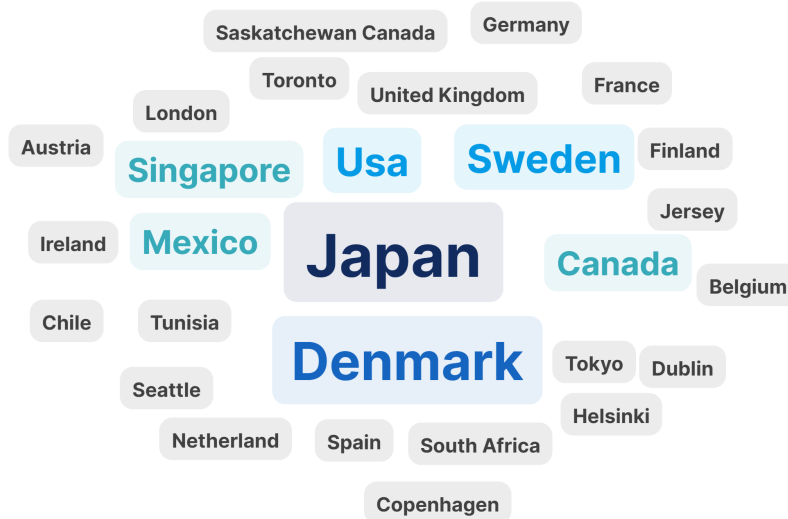 Saskatchewan Canada
Germany
Toronto
United Kingdom
France
London
Austria
Singapore
Usa
Sweden
Finland
Jersey
Ireland
Mexico
Japan
Canada
Belgium
Chile
Tunisia
Denmark
Tokyo
Dublin
Seattle
Helsinki
Netherland
Spain
South Africa
Copenhagen